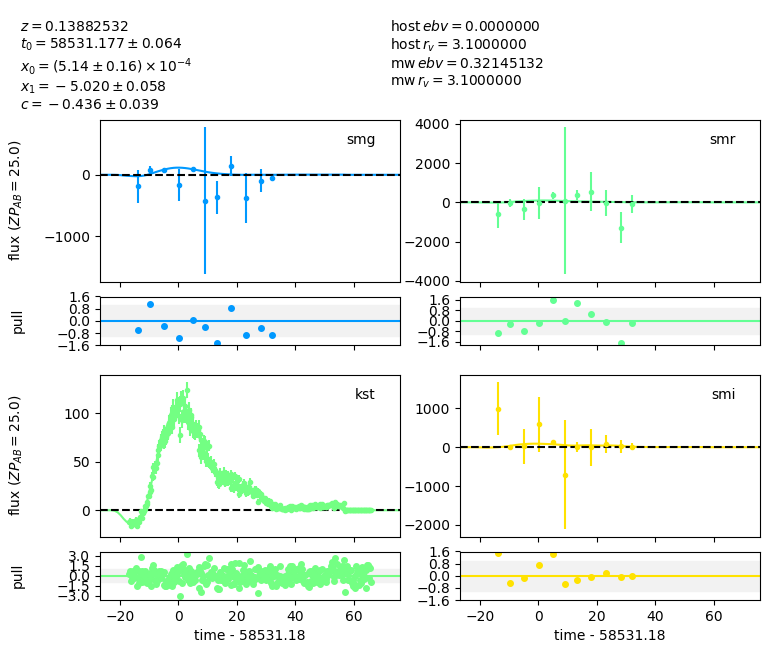 z = 0.13882532
t0 = 58531.177 ± 0.064
x0 = (5.14 ± 0.16) × 10^−4
x1 = −5.020 ± 0.058
c = −0.436 ± 0.039
host ebv = 0.0000000
host rv = 3.1000000
mw ebv = 0.32145132
mw rv = 3.1000000
flux (ZPAB = 25.0)
0
−1000
smg
4000
2000
0
−2000
−4000
smr
pull
1.6
0.8
0.0
−0.8
−1.6
1.6
0.8
0.0
−0.8
−1.6
flux (ZPAB = 25.0)
100
50
0
kst
1000
0
−1000
−2000
smi
pull
3.0
1.5
0.0
−1.5
−3.0
1.6
0.8
0.0
−0.8
−1.6
−20 0 20 40 60
−20 0 20 40 60
time - 58531.18
time - 58531.18